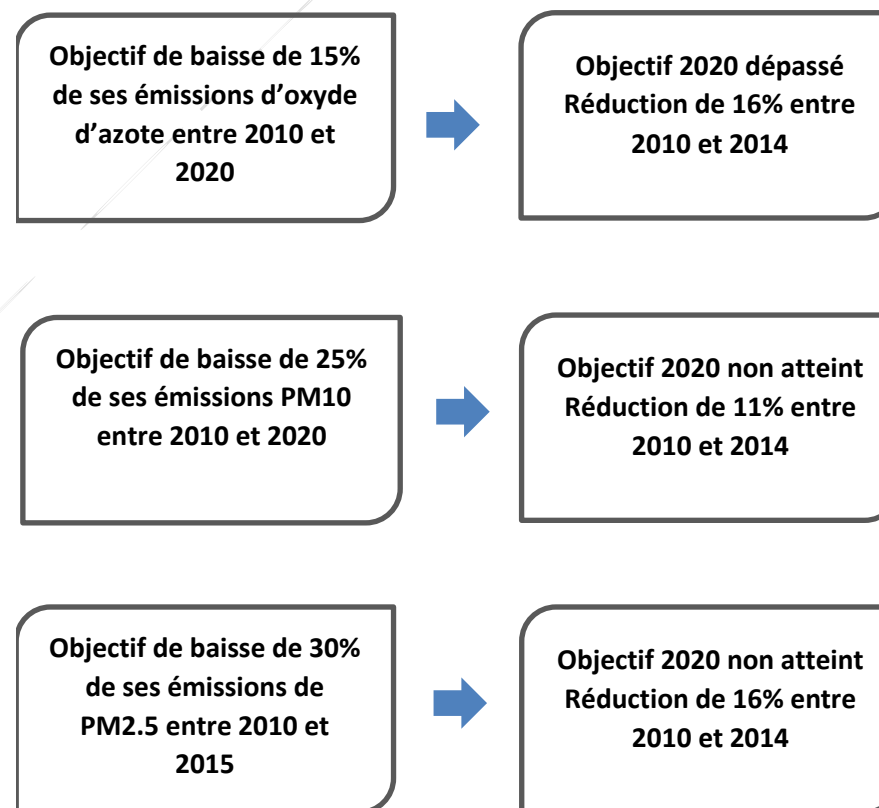 Objectif de baisse de 15%
de ses émissions d'oxyde
d'azote entre 2010 et
2020
Objectif 2020 dépassé
Réduction de 16% entre
2010 et 2014
Objectif de baisse de 25%
de ses émissions PM10
entre 2010 et 2020
Objectif 2020 non atteint
Réduction de 11% entre
2010 et 2014
Objectif de baisse de 30%
de ses émissions de
PM2.5 entre 2010 et
2015
Objectif 2020 non atteint
Réduction de 16% entre
2010 et 2014